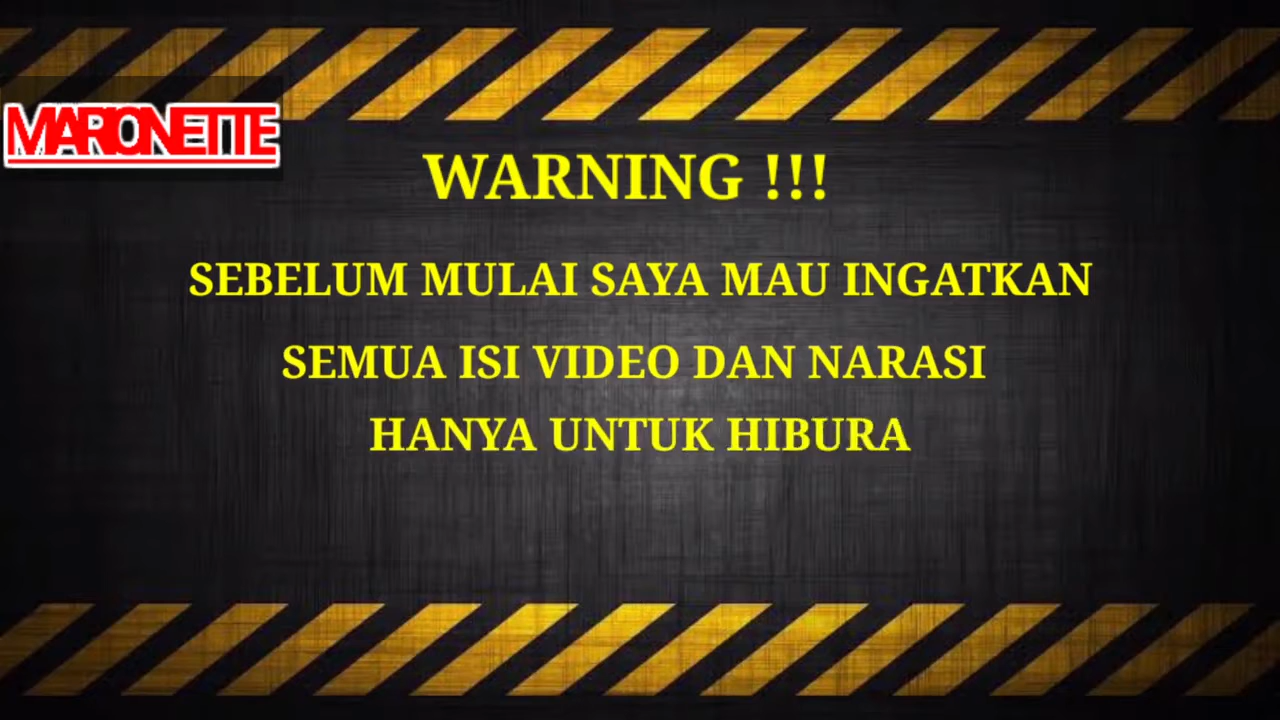 MARIONETTE
WARNING !!!
SEBELUM MULAI SAYA MAU INGATKAN
SEMUA ISI VIDEO DAN NARASI
HANYA UNTUK HIBURA